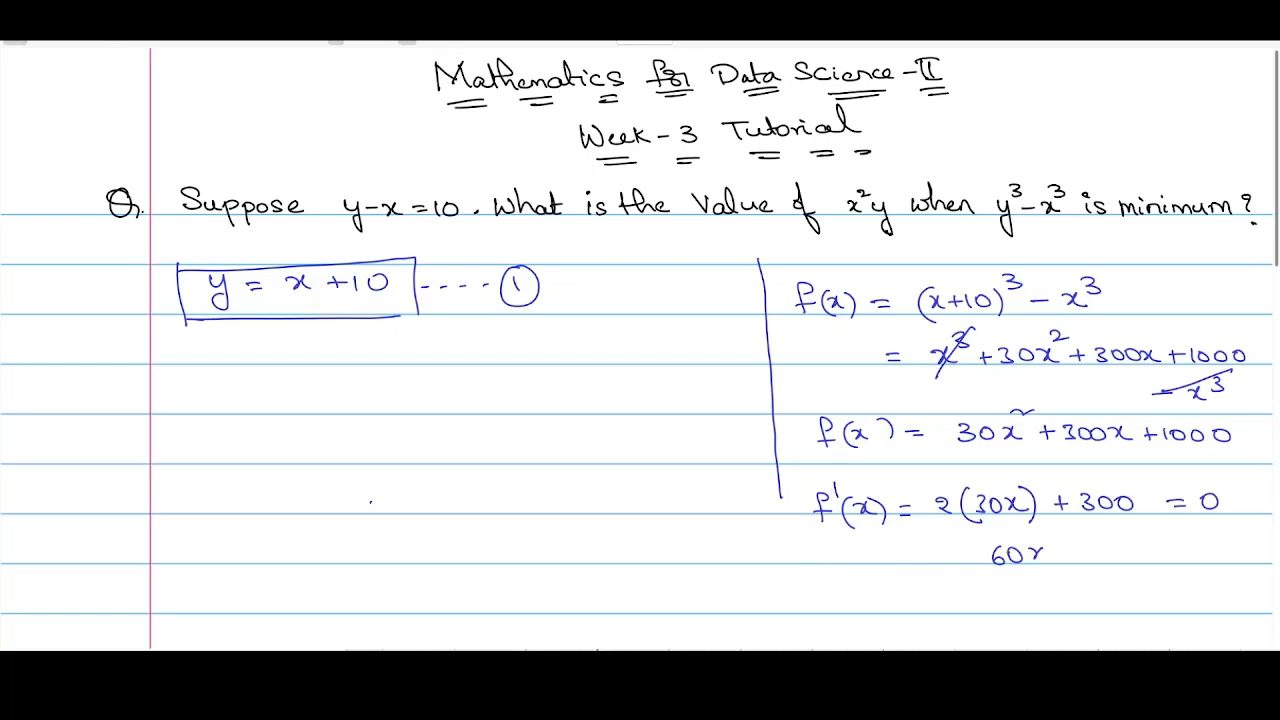 Mathematics for Data Science-II
Week-3 Tutorial
Q. Suppose y-x=10. What is the value of x²y when y³-x³ is minimum?
y = x+10 ---- ①
f(x) = (x+10)³ - x³
= x³ +30x² +300x +1000
- x³
f(x) = 30x² +300x +1000
f'(x) = 2(30x) + 300 = 0
60x